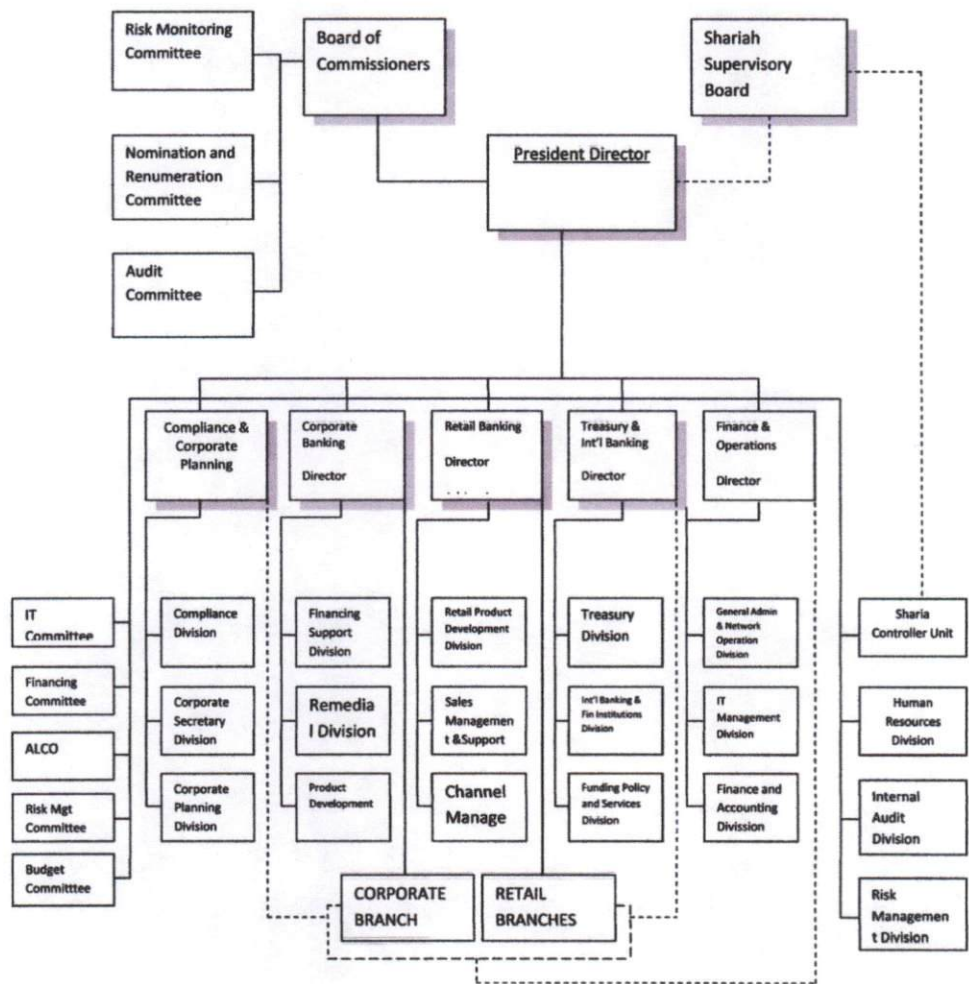 Risk Monitoring
Committee
Board of
Commissioners
Shariah
Supervisory
Board
Nomination and
Renumeration
Committee
President Director
Audit
Committee
Compliance &
Corporate
Planning
Corporate
Banking
Director
Retail Banking
Director
Treasury &
Int'l Banking
Director
Finance &
Operations
Director
IT
Committee
Compliance
Division
Financing
Support
Division
Retail Product
Development
Division
Treasury
Division
General Admin
& Network
Operation
Division
Sharia
Controller Unit
Financing
Committee
Corporate
Secretary
Division
Remedia
l Division
Sales
Managemen
t &Support
Int'l Banking &
Fin Institutions
Division
IT
Management
Division
Human
Resources
Division
ALCO
Risk Mgt
Committee
Corporate
Planning
Division
Product
Development
Channel
Manage
Funding Policy
and Services
Division
Finance and
Accounting
Divission
Internal
Audit
Division
Budget
Committtee
CORPORATE
BRANCH
RETAIL
BRANCHES
Risk
Managemen
t Division